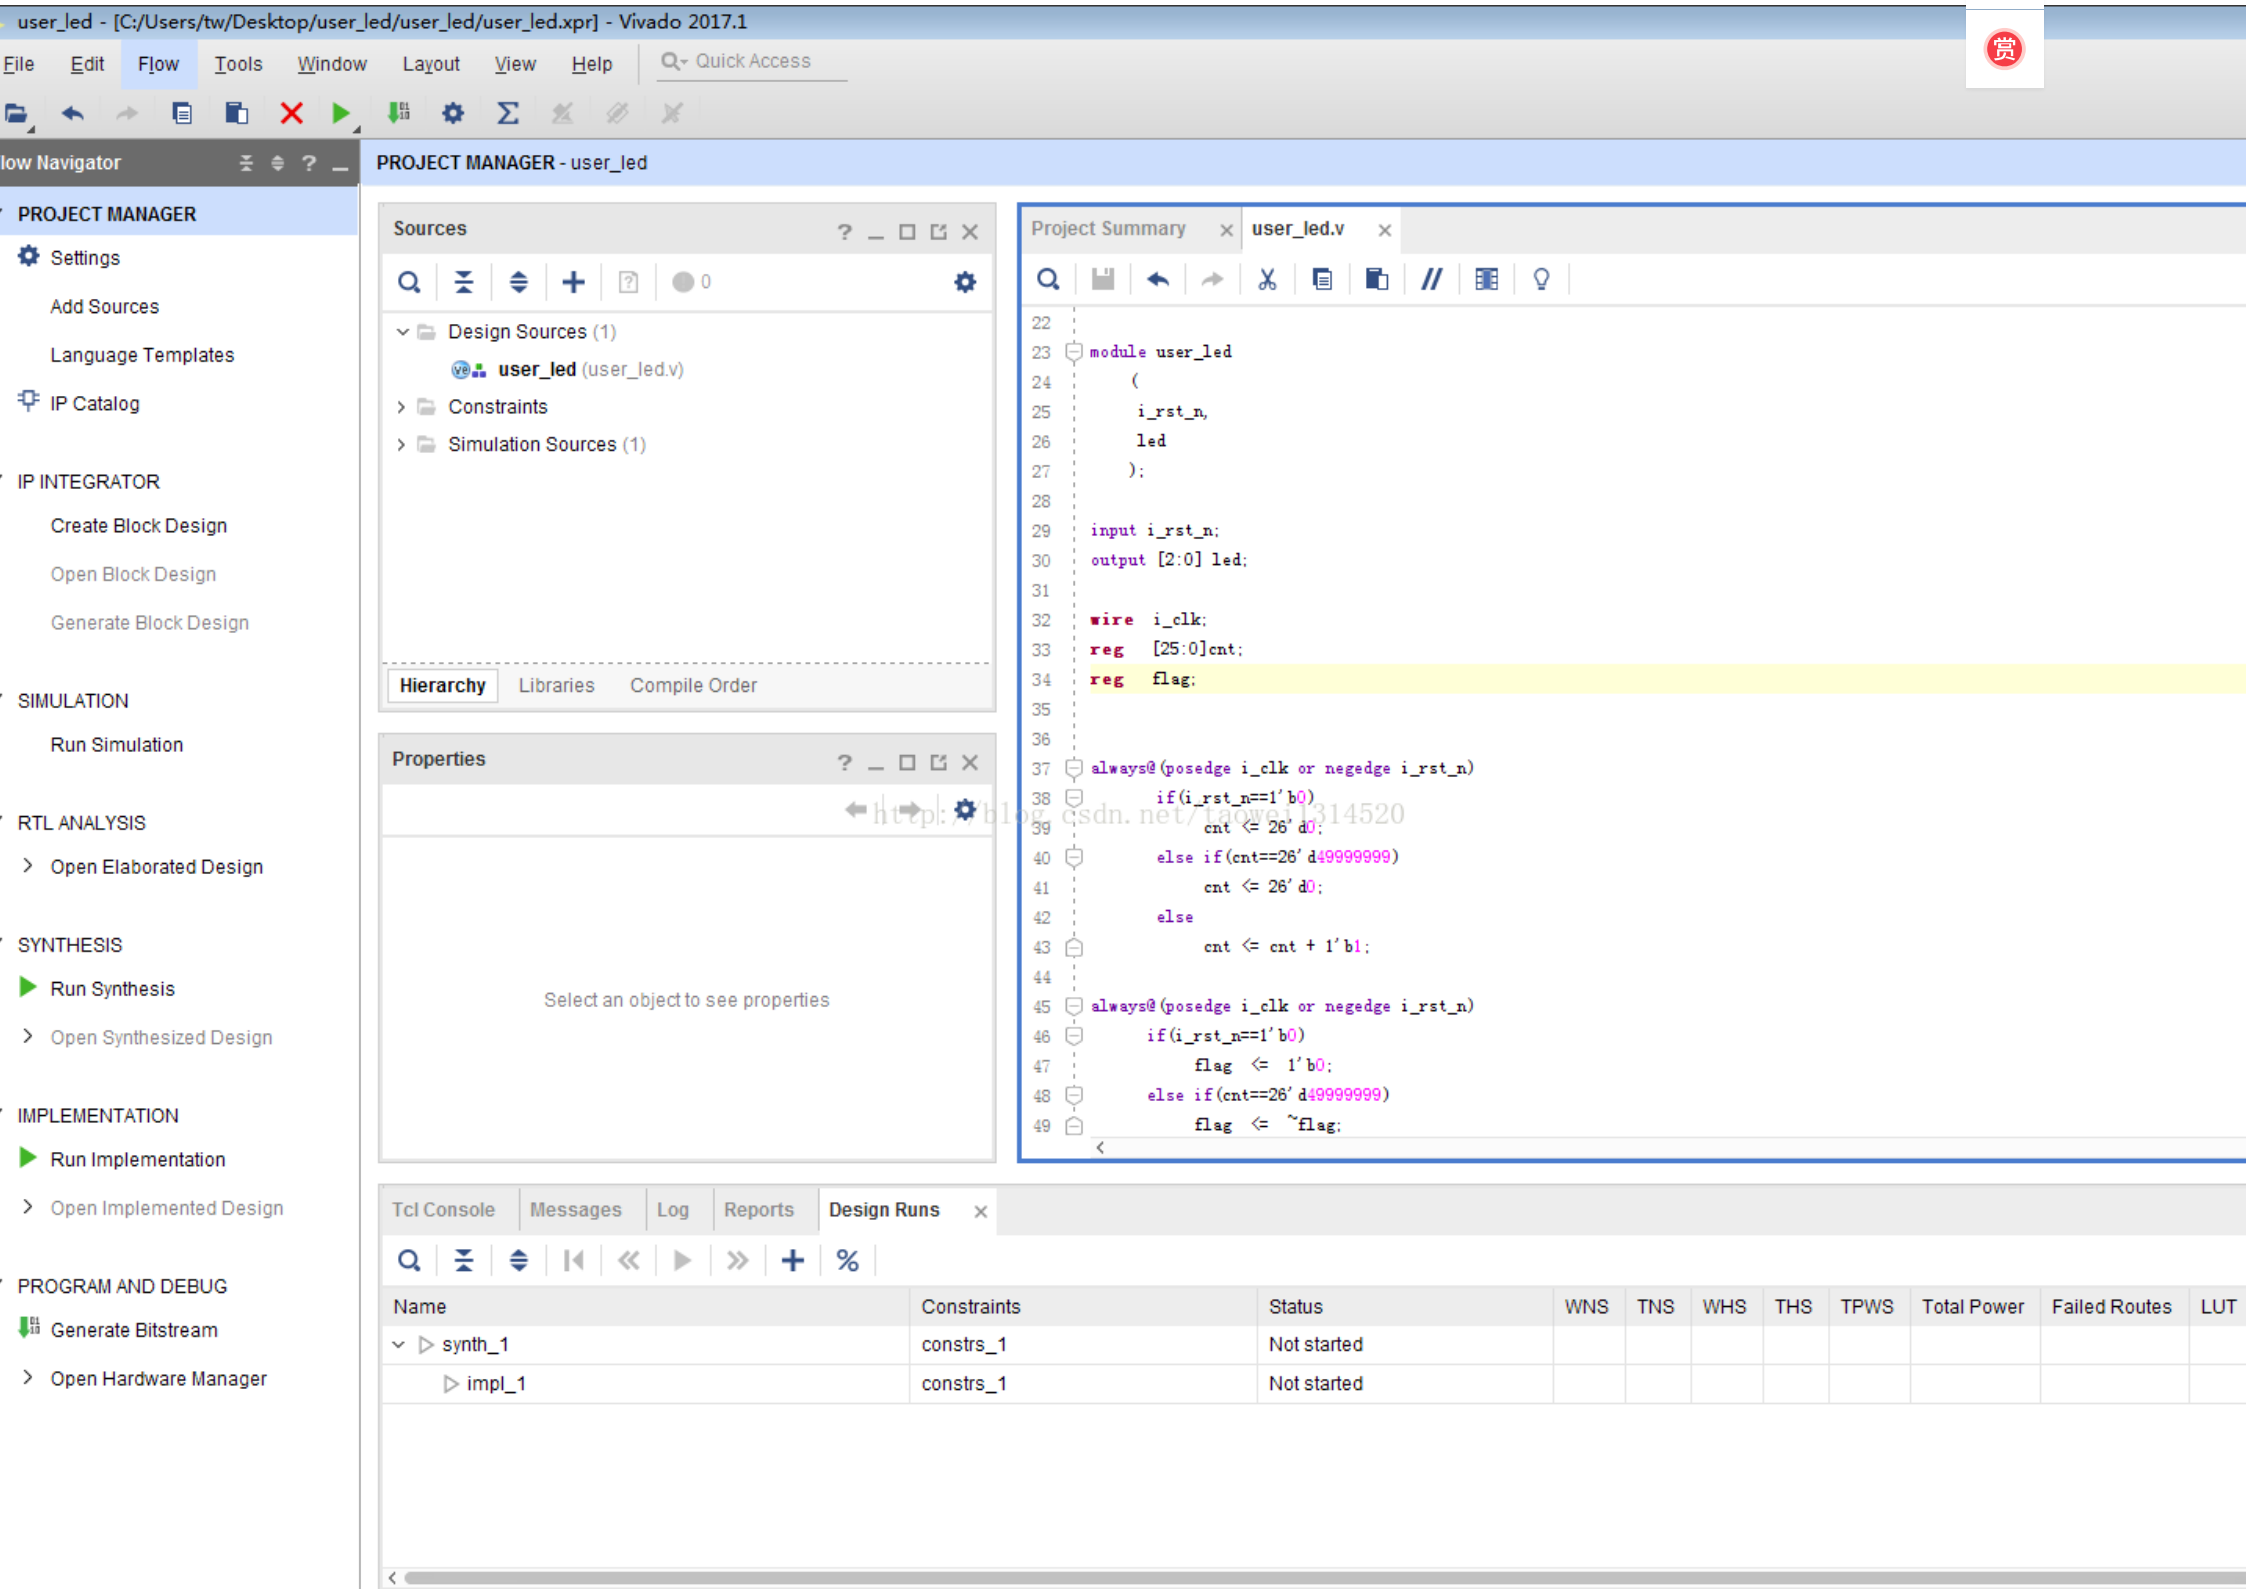 user_led - [C:/Users/tw/Desktop/user_led/user_led/user_led.xpr] - Vivado 2017.1
File Edit Flow Tools Window Layout View Help Quick Access
赏
low Navigator
PROJECT MANAGER - user_led
PROJECT MANAGER
Settings
Add Sources
Language Templates
IP Catalog
IP INTEGRATOR
Create Block Design
Open Block Design
Generate Block Design
SIMULATION
Run Simulation
RTL ANALYSIS
Open Elaborated Design
SYNTHESIS
Run Synthesis
Open Synthesized Design
IMPLEMENTATION
Run Implementation
Open Implemented Design
PROGRAM AND DEBUG
Generate Bitstream
Open Hardware Manager
Sources
0
Design Sources (1)
user_led (user_led.v)
Constraints
Simulation Sources (1)
Hierarchy Libraries Compile Order
Properties
Select an object to see properties
http://blog.csdn.net/taowei1314520
Project Summary user_led.v
22
23 module user_led
24 (
25 i_rst_n,
26 led
27 );
28
29 input i_rst_n;
30 output [2:0] led;
31
32 wire i_clk;
33 reg [25:0]cnt;
34 reg flag;
35
36
37 always@(posedge i_clk or negedge i_rst_n)
38 if(i_rst_n==1'b0)
39 cnt <= 26'd0;
40 else if(cnt==26'd49999999)
41 cnt <= 26'd0;
42 else
43 cnt <= cnt + 1'b1;
44
45 always@(posedge i_clk or negedge i_rst_n)
46 if(i_rst_n==1'b0)
47 flag <= 1'b0;
48 else if(cnt==26'd49999999)
49 flag <= ~flag;
Tcl Console Messages Log Reports Design Runs
Name Constraints Status WNS TNS WHS THS TPWS Total Power Failed Routes LUT
synth_1 constrs_1 Not started
impl_1 constrs_1 Not started